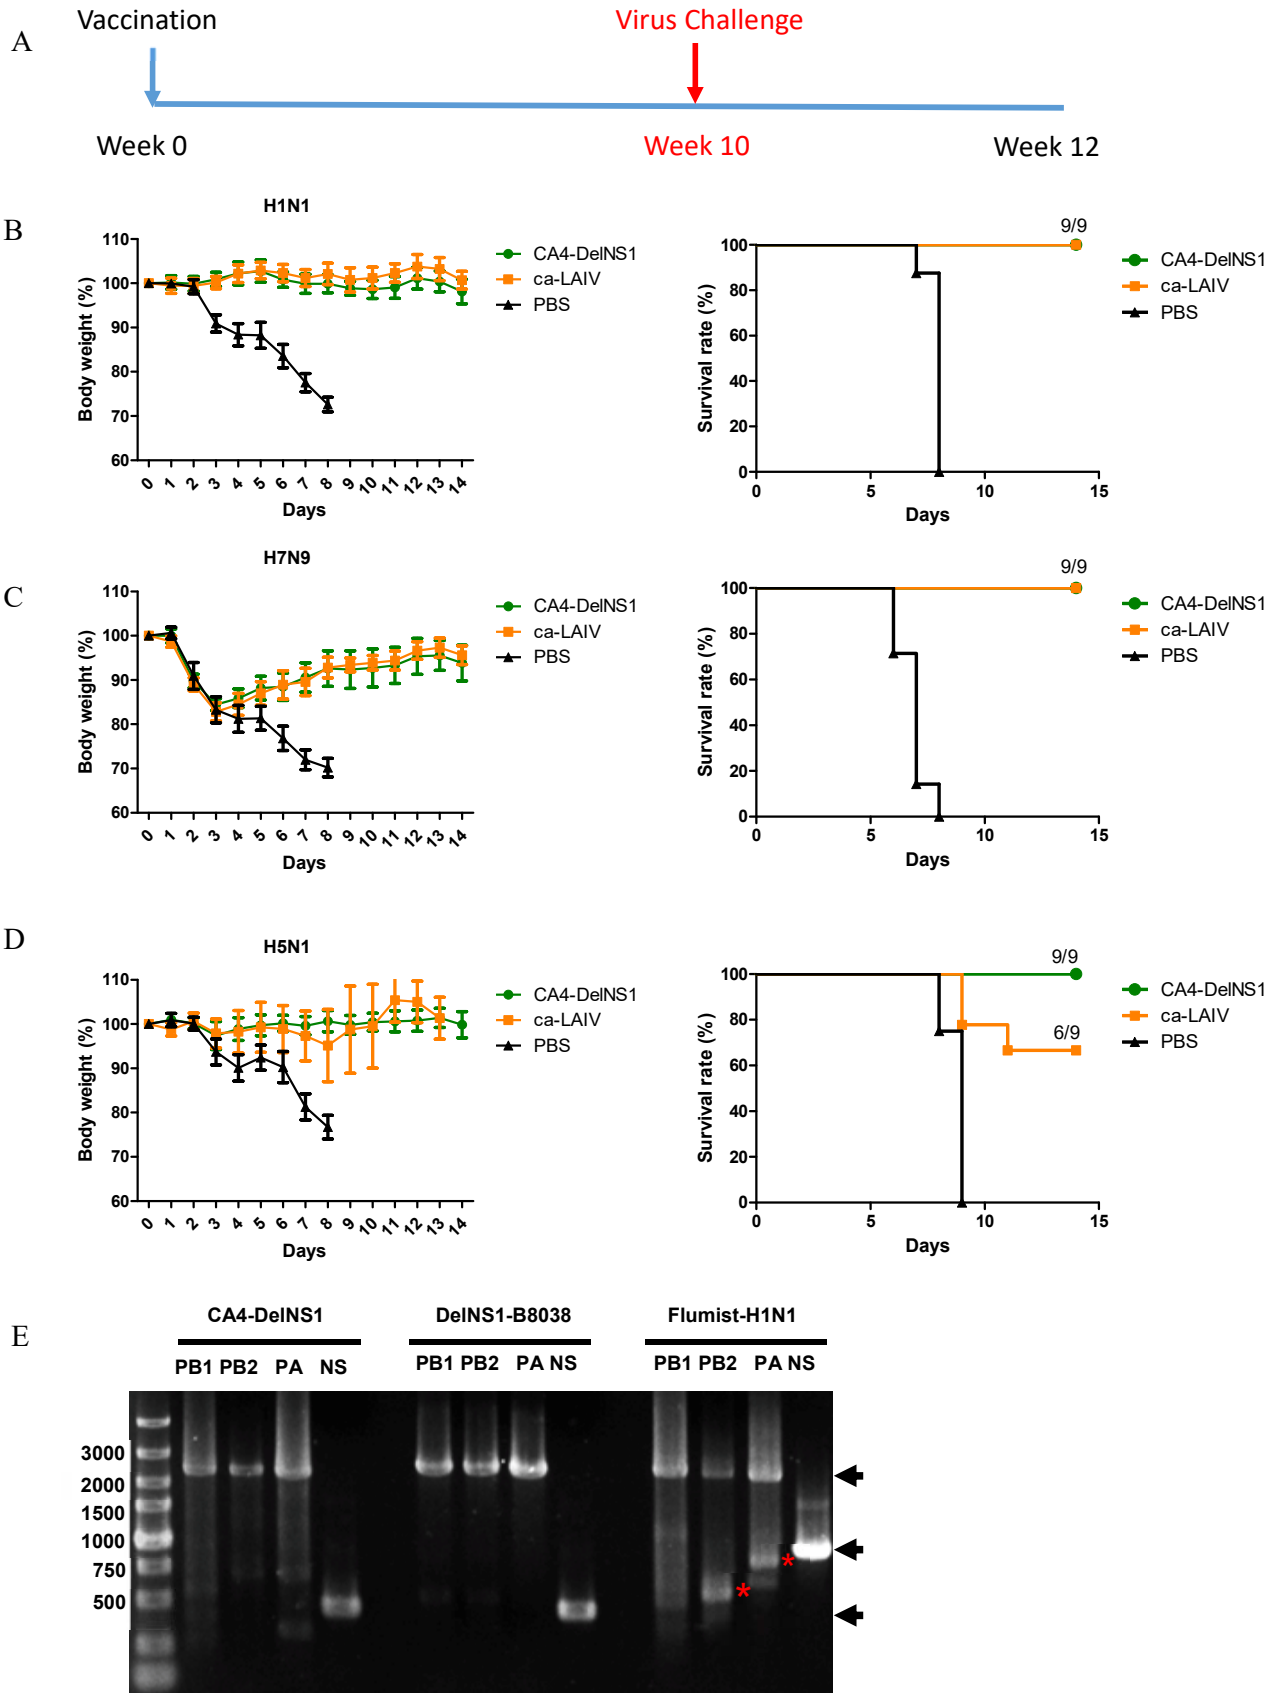 A
Vaccination
Virus Challenge
Week 0
Week 10
Week 12
B
H1N1
110
100
90
80
70
60
Body weight (%)
0 1 2 3 4 5 6 7 8 9 10 11 12 13 14
Days
CA4-DelNS1
ca-LAIV
PBS
9/9
100
80
60
40
20
0
Survival rate (%)
0 5 10 15
Days
CA4-DelNS1
ca-LAIV
PBS
C
H7N9
110
100
90
80
70
60
Body weight (%)
0 1 2 3 4 5 6 7 8 9 10 11 12 13 14
Days
CA4-DelNS1
ca-LAIV
PBS
9/9
100
80
60
40
20
0
Survival rate (%)
0 5 10 15
Days
CA4-DelNS1
ca-LAIV
PBS
D
H5N1
110
100
90
80
70
60
Body weight (%)
0 1 2 3 4 5 6 7 8 9 10 11 12 13 14
Days
CA4-DelNS1
ca-LAIV
PBS
9/9
6/9
100
80
60
40
20
0
Survival rate (%)
0 5 10 15
Days
CA4-DelNS1
ca-LAIV
PBS
E
CA4-DelNS1 DelNS1-B8038 Flumist-H1N1
PB1 PB2 PA NS PB1 PB2 PA NS PB1 PB2 PA NS
3000
2000
1500
1000
750
500
*
*